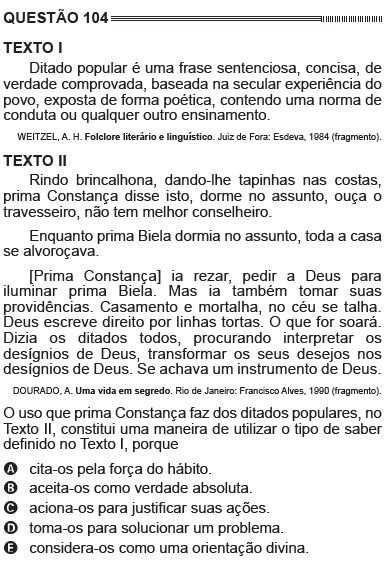 QUESTÃO 104
TEXTO I
Ditado popular é uma frase sentenciosa, concisa, de
verdade comprovada, baseada na secular experiência do
povo, exposta de forma poética, contendo uma norma de
conduta ou qualquer outro ensinamento.
WEITZEL, A. H. Folclore literário e linguístico. Juiz de Fora: Esdeva, 1984 (fragmento).
TEXTO II
Rindo brincalhona, dando-lhe tapinhas nas costas,
prima Constança disse isto, dorme no assunto, ouça o
travesseiro, não tem melhor conselheiro.
Enquanto prima Biela dormia no assunto, toda a casa
se alvoroçava.
[Prima Constança] ia rezar, pedir a Deus para
iluminar prima Biela. Mas ia também tomar suas
providências. Casamento e mortalha, no céu se talha.
Deus escreve direito por linhas tortas. O que for soará.
Dizia os ditados todos, procurando interpretar os
desígnios de Deus, transformar os seus desejos nos
desígnios de Deus. Se achava um instrumento de Deus.
DOURADO, A. Uma vida em segredo. Rio de Janeiro: Francisco Alves, 1990 (fragmento).
O uso que prima Constança faz dos ditados populares, no
Texto II, constitui uma maneira de utilizar o tipo de saber
definido no Texto I, porque
A cita-os pela força do hábito.
B aceita-os como verdade absoluta.
C aciona-os para justificar suas ações.
D toma-os para solucionar um problema.
E considera-os como uma orientação divina.